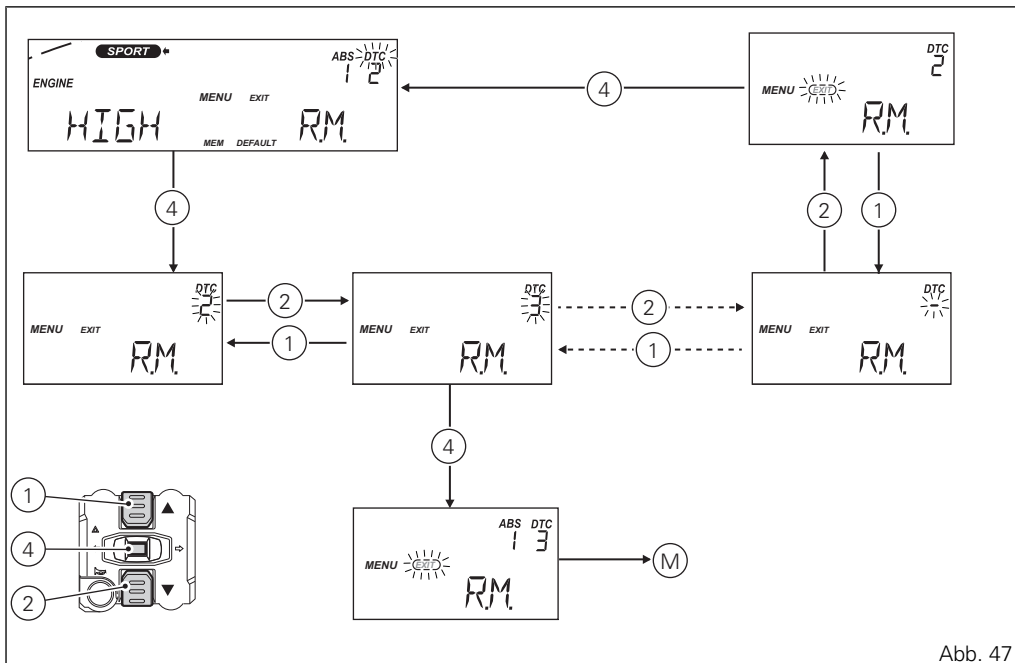 SPORT
ABS DTC
1 2
ENGINE
MENU EXIT
HIGH R.M.
MEM DEFAULT
4
DTC
2
MENU EXIT
R.M.
4
2
1
DTC
2
MENU EXIT
R.M.
2
1
DTC
3
MENU EXIT
R.M.
2
1
DTC
-
MENU EXIT
R.M.
4
1
4
2
ABS DTC
1 3
MENU EXIT
R.M.
M
Abb. 47